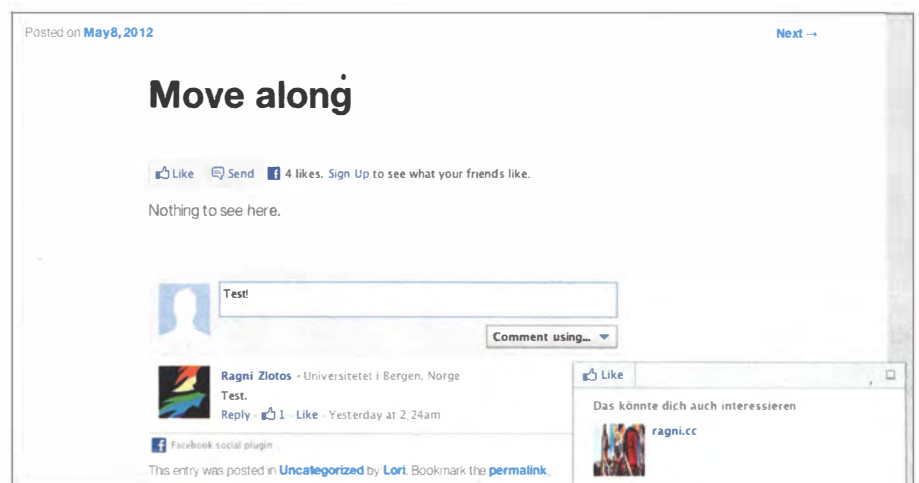 Posted on May 8, 2012
Next →
Move along
Like Send 4 likes. Sign Up to see what your friends like.
Nothing to see here.
Test!
Comment using...
Ragni Zlotos · Universitetet i Bergen, Norge
Test.
Reply · 1 · Like · Yesterday at 2:24am
Facebook social plugin
This entry was posted in Uncategorized by Lori. Bookmark the permalink.
Like
Das könnte dich auch interessieren
ragni.cc